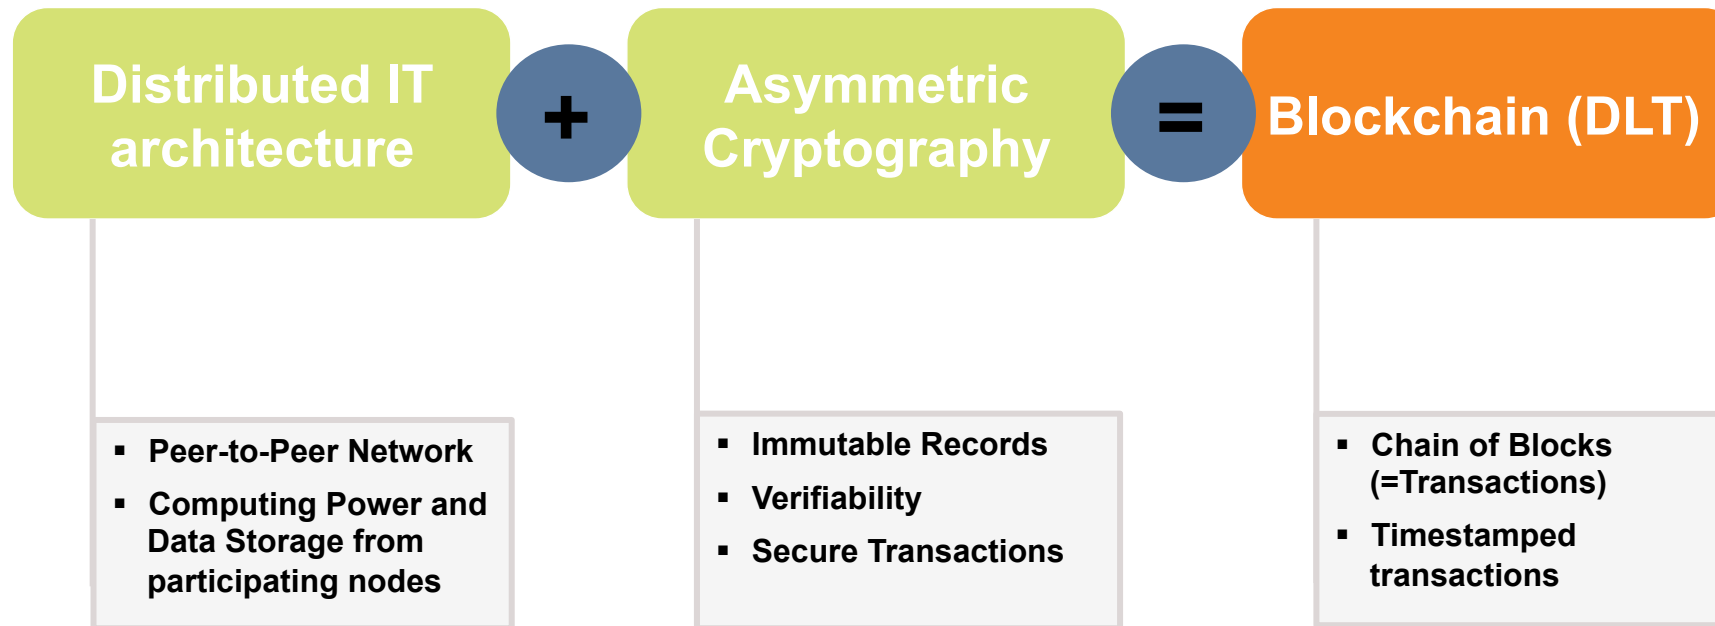 Distributed IT
architecture
+
Asymmetric
Cryptography
=
Blockchain (DLT)
▪ Peer-to-Peer Network
▪ Computing Power and
Data Storage from
participating nodes
▪ Immutable Records
▪ Verifiability
▪ Secure Transactions
▪ Chain of Blocks
(=Transactions)
▪ Timestamped
transactions